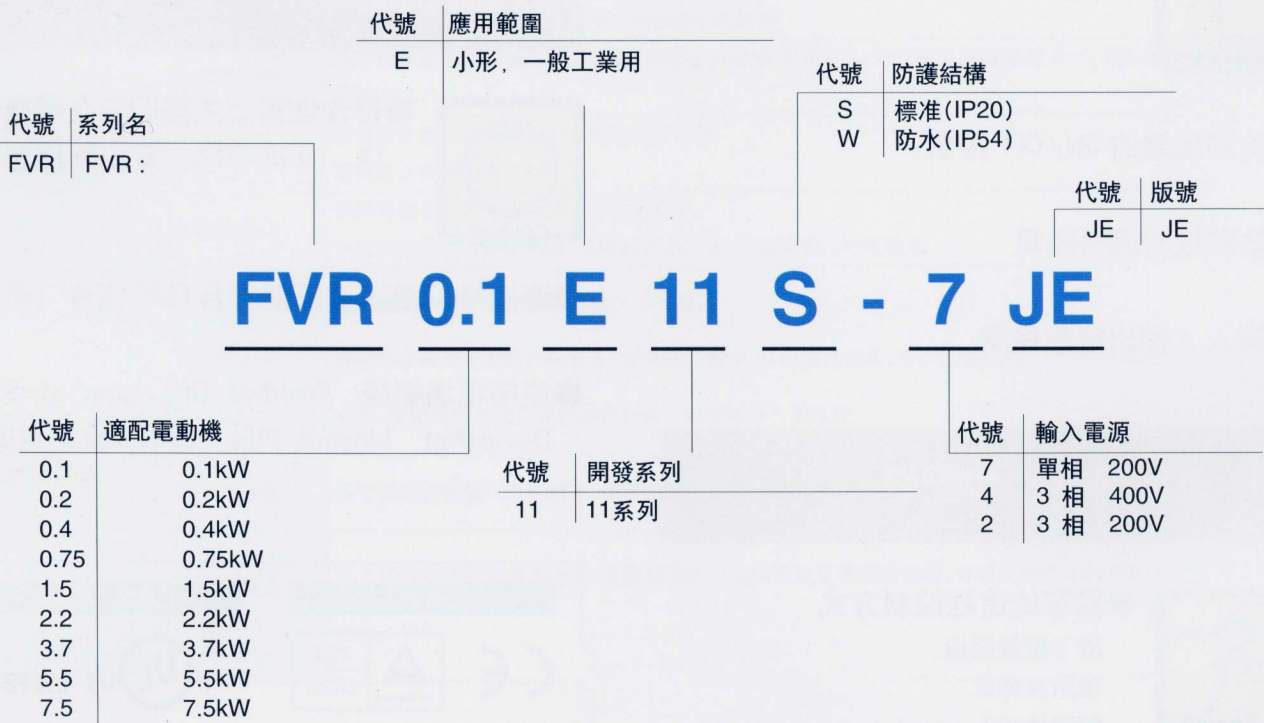 代號 應用範圍
E 小形，一般工業用
代號 防護結構
S 標准(IP20)
W 防水(IP54)
代號 系列名
FVR FVR :
代號 版號
JE JE
FVR 0.1 E 11 S - 7 JE
代號 適配電動機
0.1 0.1kW
0.2 0.2kW
0.4 0.4kW
0.75 0.75kW
1.5 1.5kW
2.2 2.2kW
3.7 3.7kW
5.5 5.5kW
7.5 7.5kW
代號 開發系列
11 11系列
代號 輸入電源
7 單相 200V
4 3 相 400V
2 3 相 200V